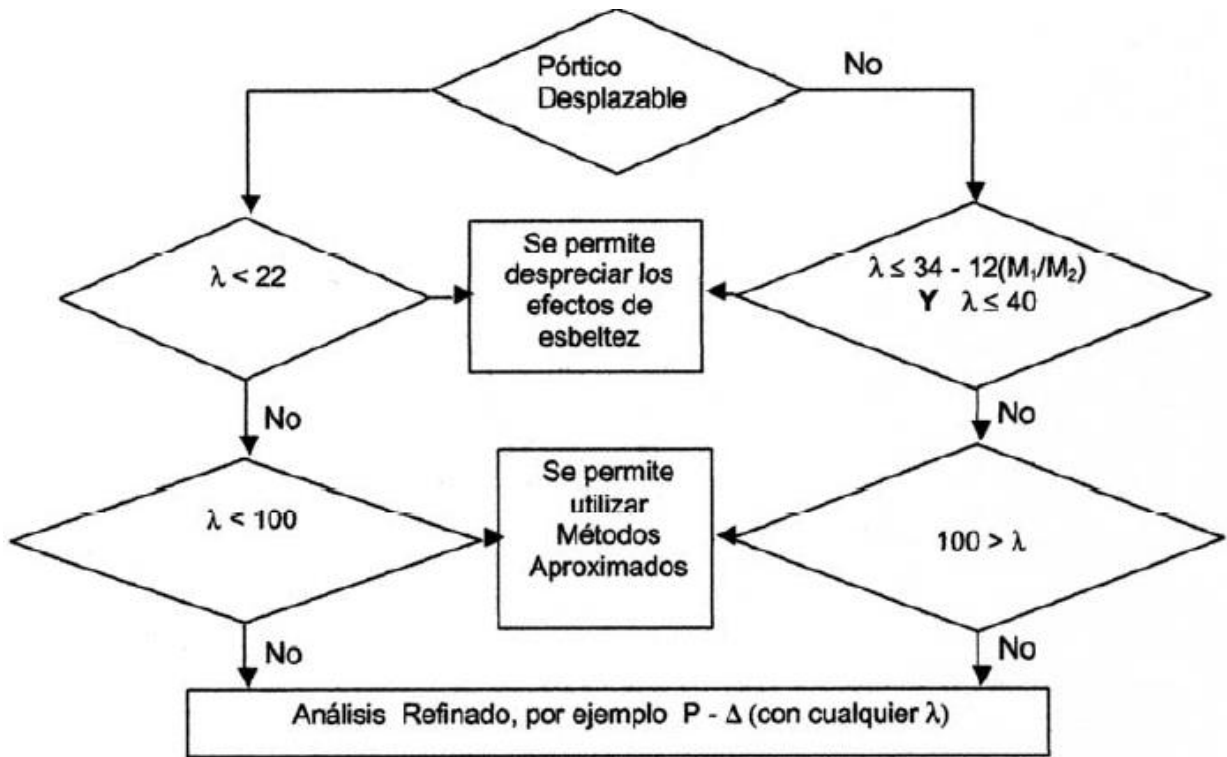 Pórtico
Desplazable
No
λ < 22
Se permite
despreciar los
efectos de
esbeltez
λ ≤ 34 - 12(M₁/M₂)
Y λ ≤ 40
No
No
λ < 100
Se permite
utilizar
Métodos
Aproximados
100 > λ
No
No
Análisis Refinado, por ejemplo P - Δ (con cualquier λ)